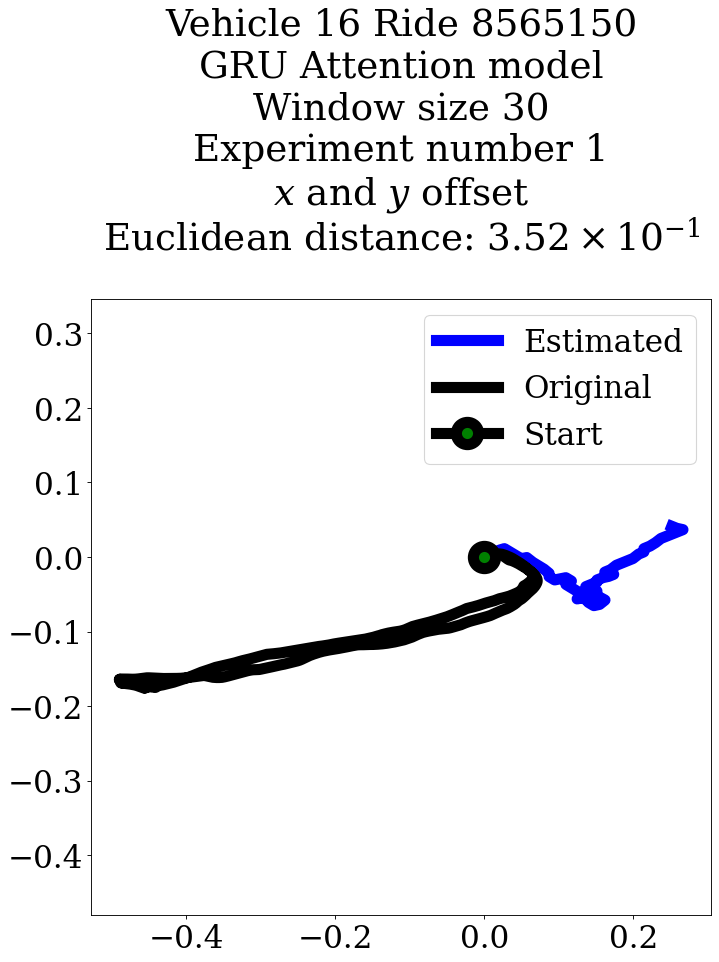 Vehicle 16 Ride 8565150
GRU Attention model
Window size 30
Experiment number 1
x and y offset
Euclidean distance: 3.52 × 10⁻¹
Estimated
Original
Start
0.3
0.2
0.1
0.0
−0.1
−0.2
−0.3
−0.4
−0.4 −0.2 0.0 0.2